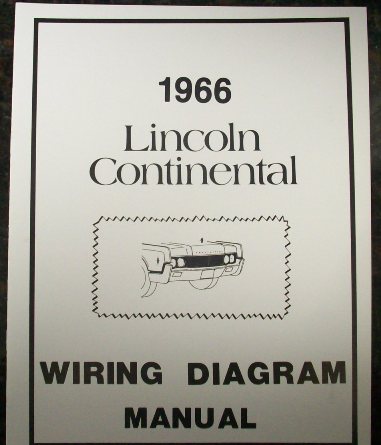 1966
Lincoln
Continental
WIRING DIAGRAM
MANUAL